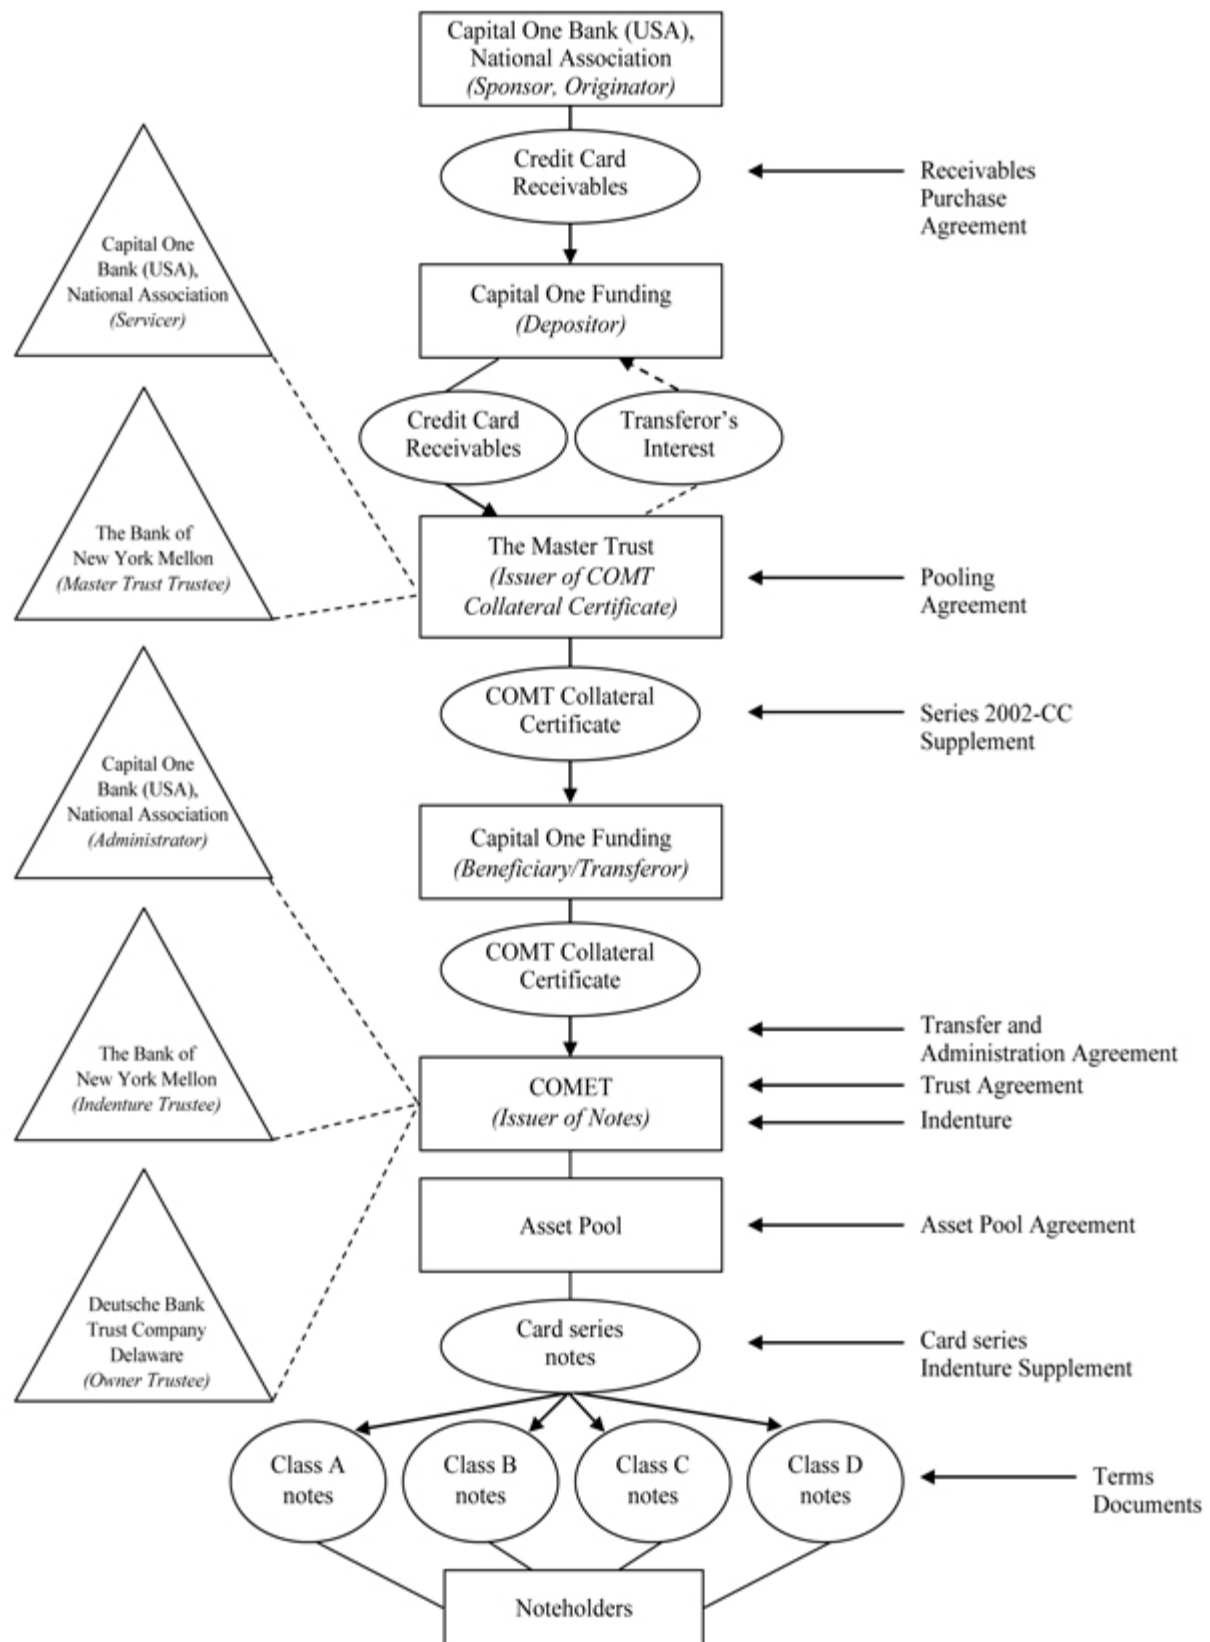 Capital One Bank (USA),
National Association
(Sponsor, Originator)
Credit Card
Receivables
Receivables
Purchase
Agreement
Capital One
Bank (USA),
National Association
(Servicer)
Capital One Funding
(Depositor)
Credit Card
Receivables
Transferor’s
Interest
The Bank of
New York Mellon
(Master Trust Trustee)
The Master Trust
(Issuer of COMT
Collateral Certificate)
Pooling
Agreement
COMT Collateral
Certificate
Series 2002-CC
Supplement
Capital One
Bank (USA),
National Association
(Administrator)
Capital One Funding
(Beneficiary/Transferor)
COMT Collateral
Certificate
Transfer and
Administration Agreement
The Bank of
New York Mellon
(Indenture Trustee)
COMET
(Issuer of Notes)
Trust Agreement
Indenture
Asset Pool
Asset Pool Agreement
Deutsche Bank
Trust Company
Delaware
(Owner Trustee)
Card series
notes
Card series
Indenture Supplement
Class A
notes
Class B
notes
Class C
notes
Class D
notes
Terms
Documents
Noteholders